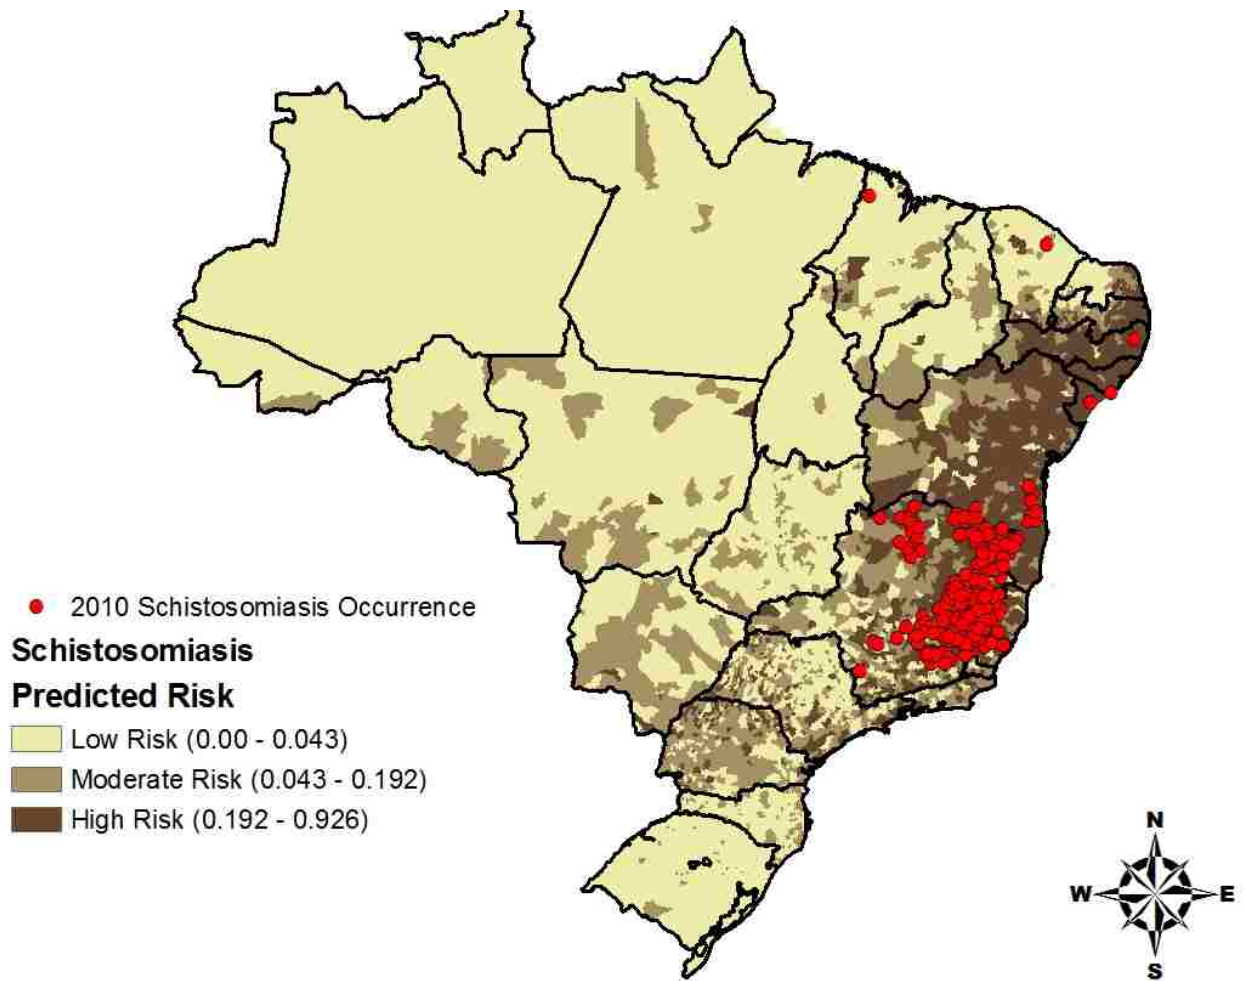 2010 Schistosomiasis Occurrence
Schistosomiasis
Predicted Risk
Low Risk (0.00 - 0.043)
Moderate Risk (0.043 - 0.192)
High Risk (0.192 - 0.926)
N
W E
S